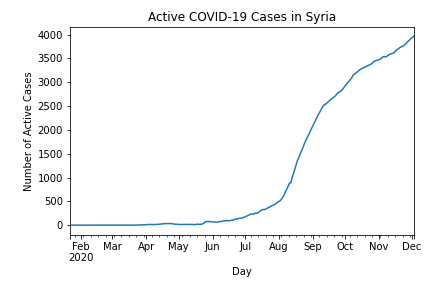 Active COVID-19 Cases in Syria
Number of Active Cases
4000
3500
3000
2500
2000
1500
1000
500
0
Feb Mar Apr May Jun Jul Aug Sep Oct Nov Dec
2020
Day